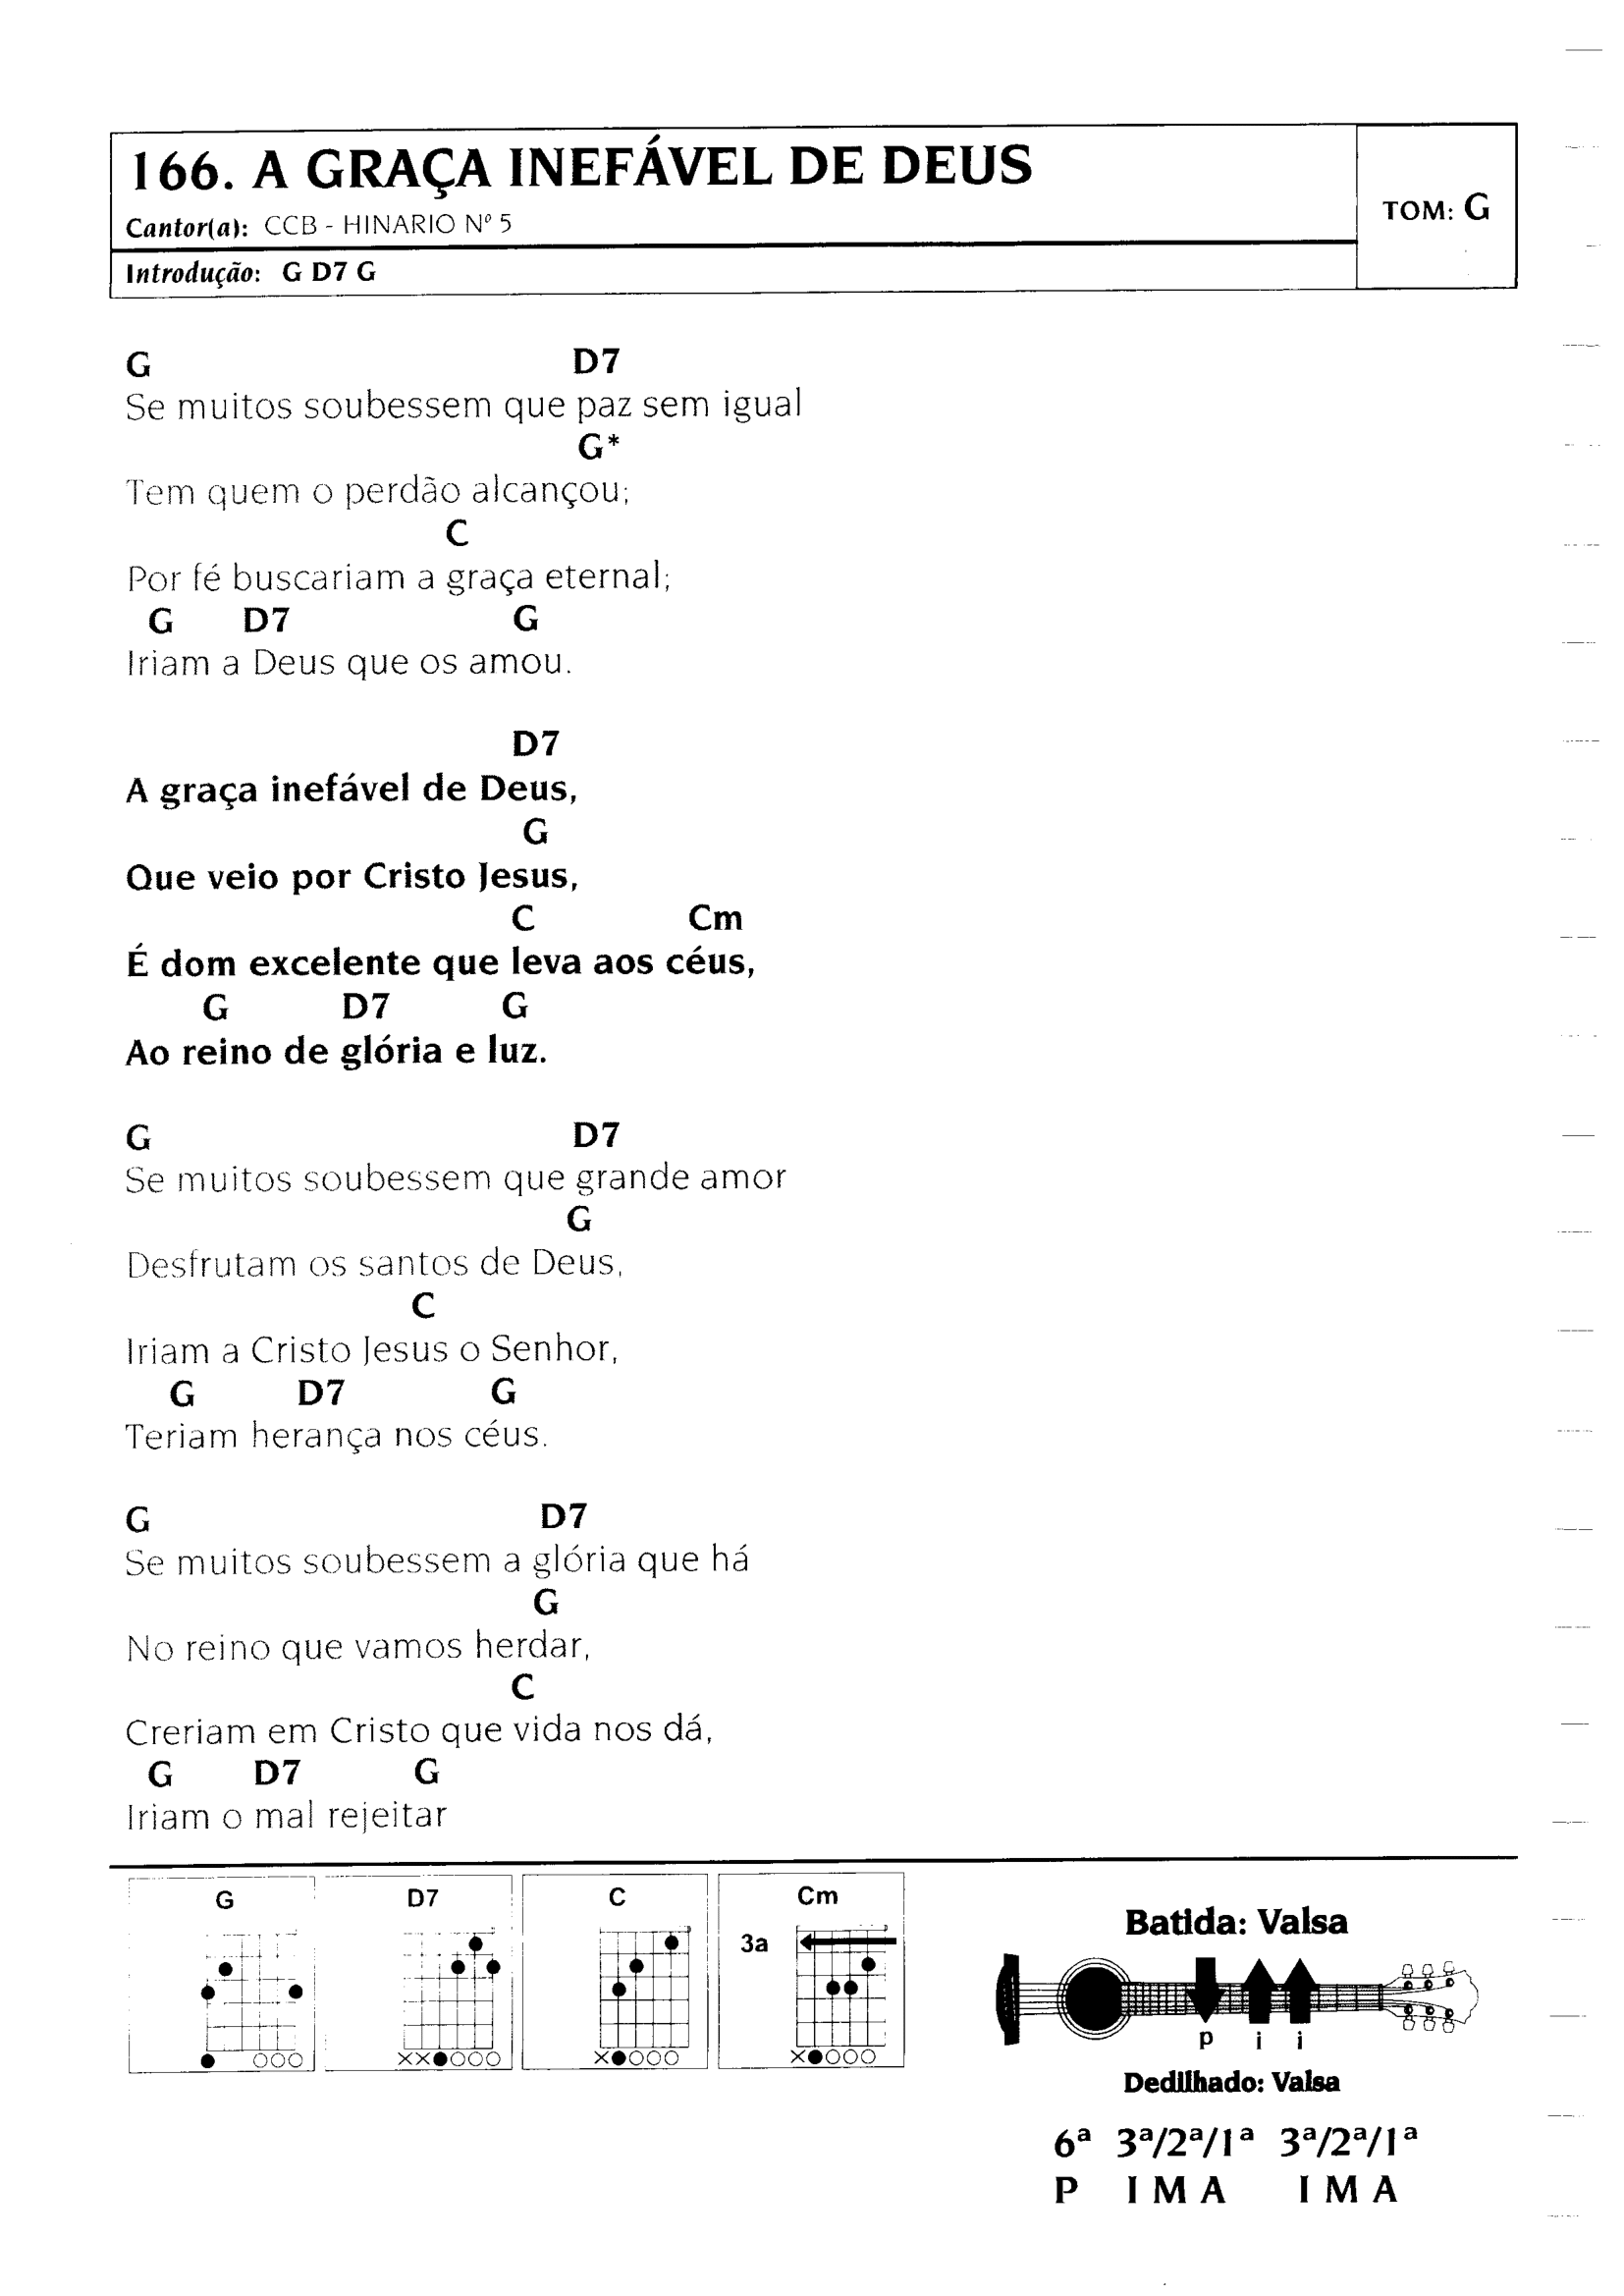 166. A GRAÇA INEFÁVEL DE DEUS
Cantor(a): CCB - HINARIO Nº 5
TOM: G
Introdução: G D7 G
G D7
Se muitos soubessem que paz sem igual
G*
Tem quem o perdão alcançou;
C
Por fé buscariam a graça eternal;
G D7 G
Iriam a Deus que os amou.
D7
A graça inefável de Deus,
G
Que veio por Cristo Jesus,
C Cm
É dom excelente que leva aos céus,
G D7 G
Ao reino de glória e luz.
G D7
Se muitos soubessem que grande amor
G
Desfrutam os santos de Deus,
C
Iriam a Cristo Jesus o Senhor,
G D7 G
Teriam herança nos céus.
G D7
Se muitos soubessem a glória que há
G
No reino que vamos herdar,
C
Creriam em Cristo que vida nos dá,
G D7 G
Iriam o mal rejeitar
G D7 C Cm
3a
Batida: Valsa
p i i
Dedilhado: Valsa
6ª 3ª/2ª/1ª 3ª/2ª/1ª
P I M A I M A